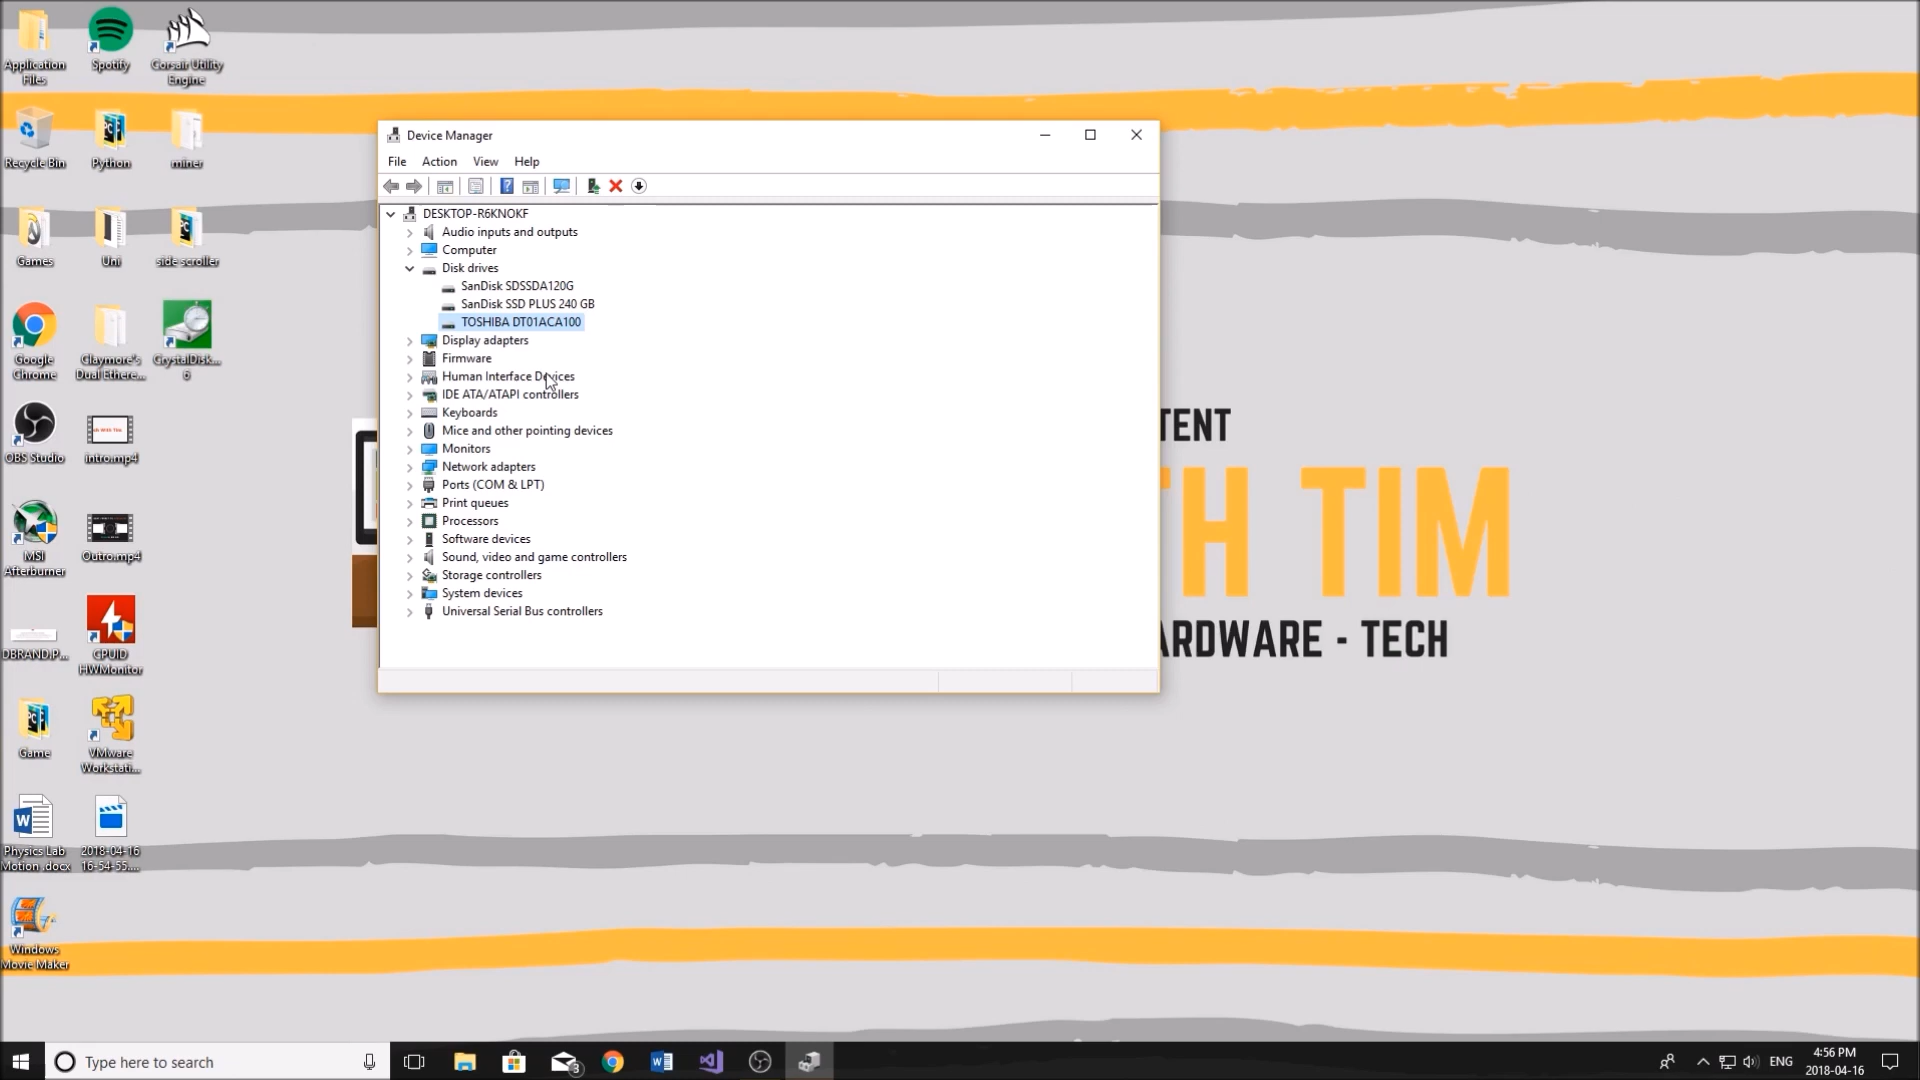 Application
Files
Spotify
Corsair Utility
Engine
Recycle Bin
Python
miner
Games
Uni
side scroller
Google
Chrome
Claymore's
Dual Ethere...
CrystalDisk...
6
OBS Studio
intro.mp4
MSI
Afterburner
Outro.mp4
DBRAND.P...
CPUID
HWMonitor
Game
VMware
Workstati...
Physics Lab
Motion .docx
2018-04-16
16-54-55....
Windows
Movie Maker
Device Manager
File Action View Help
DESKTOP-R6KNOKF
Audio inputs and outputs
Computer
Disk drives
SanDisk SDSSDA120G
SanDisk SSD PLUS 240 GB
TOSHIBA DT01ACA100
Display adapters
Firmware
Human Interface Devices
IDE ATA/ATAPI controllers
Keyboards
Mice and other pointing devices
Monitors
Network adapters
Ports (COM & LPT)
Print queues
Processors
Software devices
Sound, video and game controllers
Storage controllers
System devices
Universal Serial Bus controllers
TENT
TH TIM
ARDWARE - TECH
Type here to search
3
ENG
4:56 PM
2018-04-16